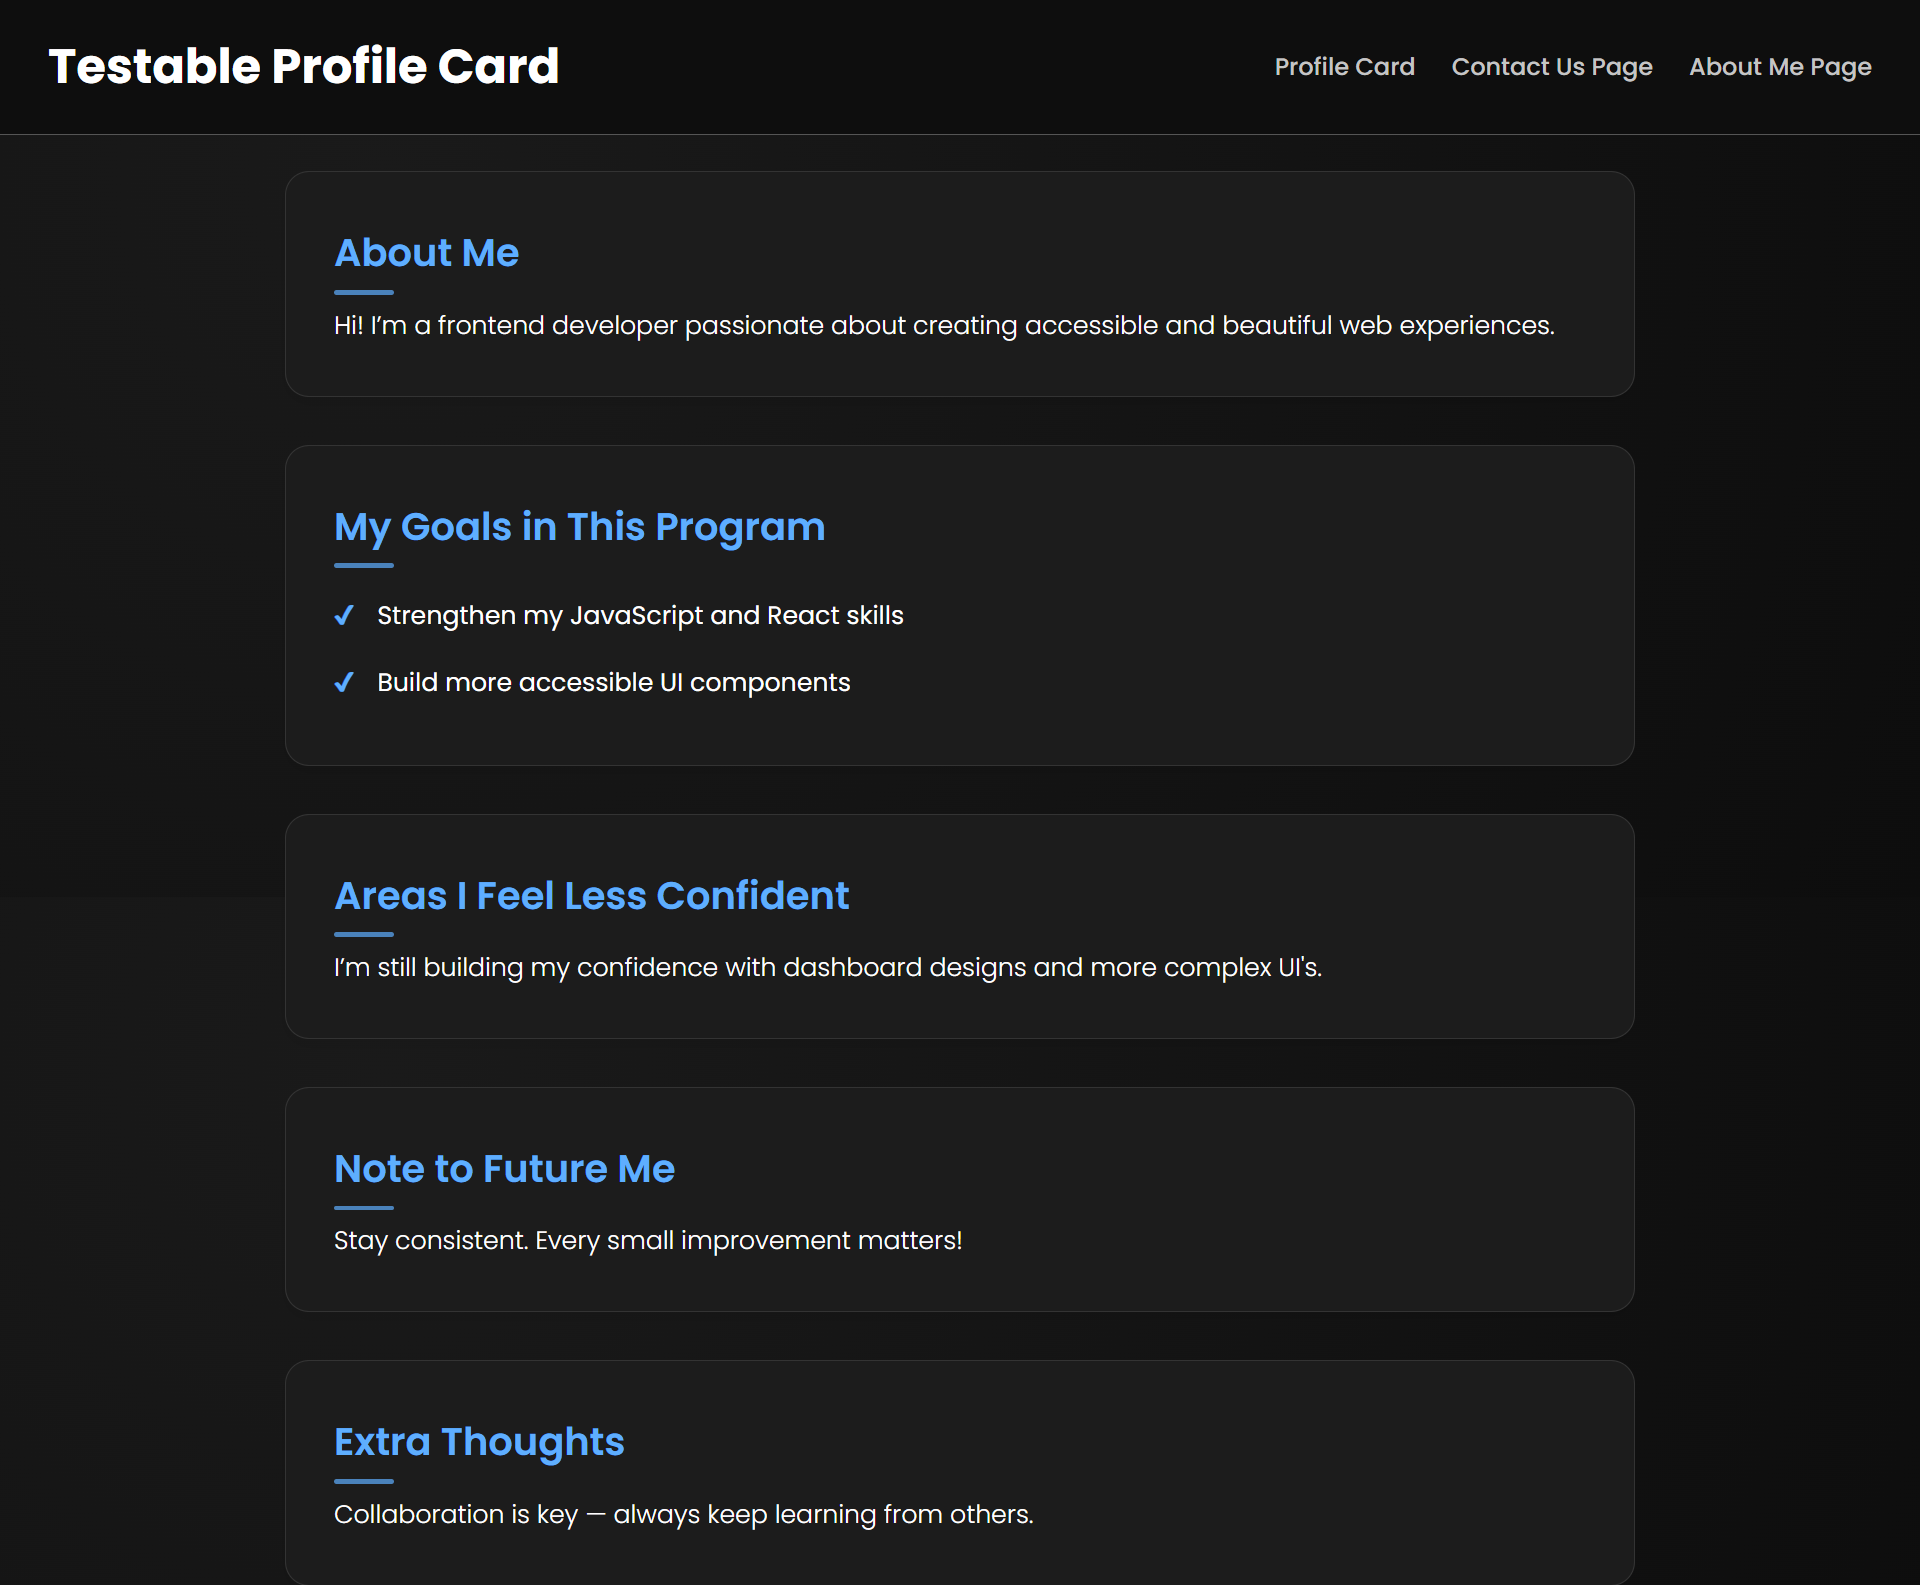 Testable Profile Card
Profile Card
Contact Us Page
About Me Page
About Me
Hi! I’m a frontend developer passionate about creating accessible and beautiful web experiences.
My Goals in This Program
✔ Strengthen my JavaScript and React skills
✔ Build more accessible UI components
Areas I Feel Less Confident
I’m still building my confidence with dashboard designs and more complex UI's.
Note to Future Me
Stay consistent. Every small improvement matters!
Extra Thoughts
Collaboration is key — always keep learning from others.